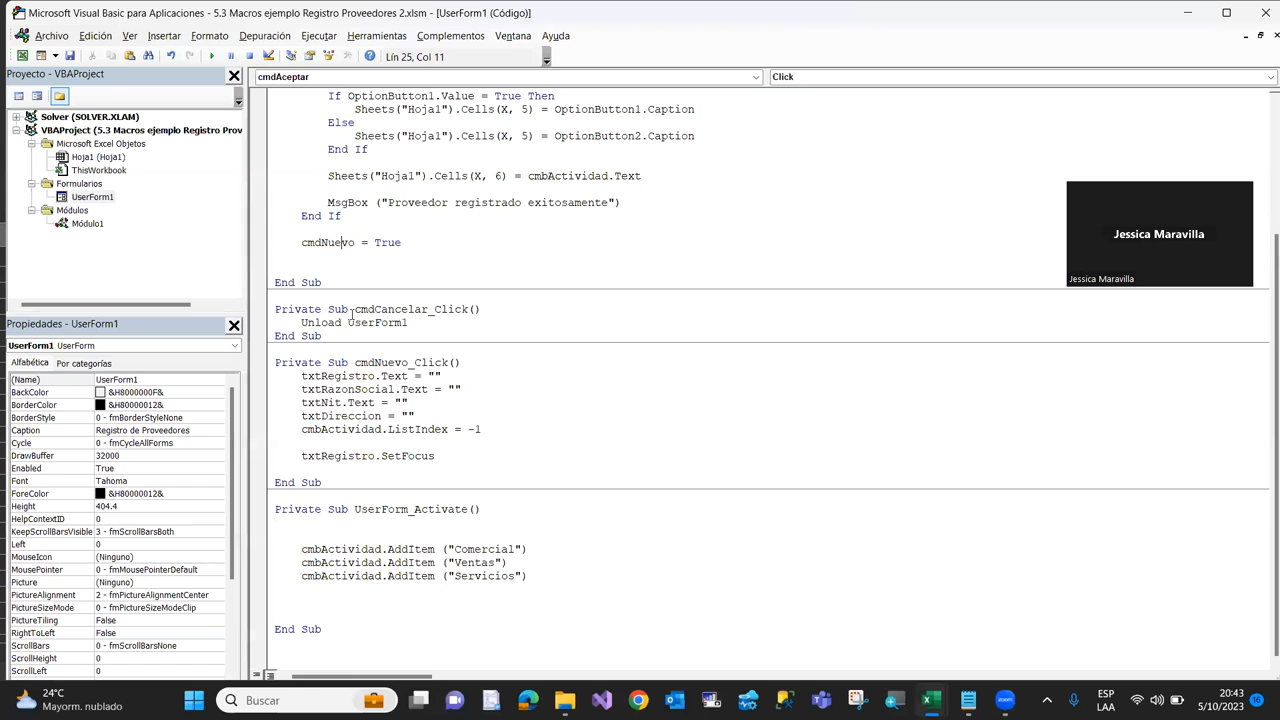 Microsoft Visual Basic para Aplicaciones - 5.3 Macros ejemplo Registro Proveedores 2.xlsm - [UserForm1 (Código)]
Archivo Edición Ver Insertar Formato Depuración Ejecutar Herramientas Complementos Ventana Ayuda
Lín 25, Col 11
Proyecto - VBAProject
Solver (SOLVER.XLAM)
VBAProject (5.3 Macros ejemplo Registro Prov
Microsoft Excel Objetos
Hoja1 (Hoja1)
ThisWorkbook
Formularios
UserForm1
Módulos
Módulo1
Propiedades - UserForm1
UserForm1 UserForm
Alfabética Por categorías
(Name) UserForm1
BackColor &H8000000F&
BorderColor &H80000012&
BorderStyle 0 - fmBorderStyleNone
Caption Registro de Proveedores
Cycle 0 - fmCycleAllForms
DrawBuffer 32000
Enabled True
Font Tahoma
ForeColor &H80000012&
Height 404.4
HelpContextID 0
KeepScrollBarsVisible 3 - fmScrollBarsBoth
Left 0
MouseIcon (Ninguno)
MousePointer 0 - fmMousePointerDefault
Picture (Ninguno)
PictureAlignment 2 - fmPictureAlignmentCenter
PictureSizeMode 0 - fmPictureSizeModeClip
PictureTiling False
RightToLeft False
ScrollBars 0 - fmScrollBarsNone
ScrollHeight 0
ScrollLeft 0
cmdAceptar Click
If OptionButton1.Value = True Then
Sheets("Hoja1").Cells(X, 5) = OptionButton1.Caption
Else
Sheets("Hoja1").Cells(X, 5) = OptionButton2.Caption
End If
Sheets("Hoja1").Cells(X, 6) = cmbActividad.Text
MsgBox ("Proveedor registrado exitosamente")
End If
cmdNuevo = True
End Sub
Private Sub cmdCancelar_Click()
Unload UserForm1
End Sub
Private Sub cmdNuevo_Click()
txtRegistro.Text = ""
txtRazonSocial.Text = ""
txtNit.Text = ""
txtDireccion = ""
cmbActividad.ListIndex = -1
txtRegistro.SetFocus
End Sub
Private Sub UserForm_Activate()
cmbActividad.AddItem ("Comercial")
cmbActividad.AddItem ("Ventas")
cmbActividad.AddItem ("Servicios")
End Sub
Jessica Maravilla
Jessica Maravilla
24°C
Mayorm. nublado
Buscar
ESP
LAA
20:43
5/10/2023